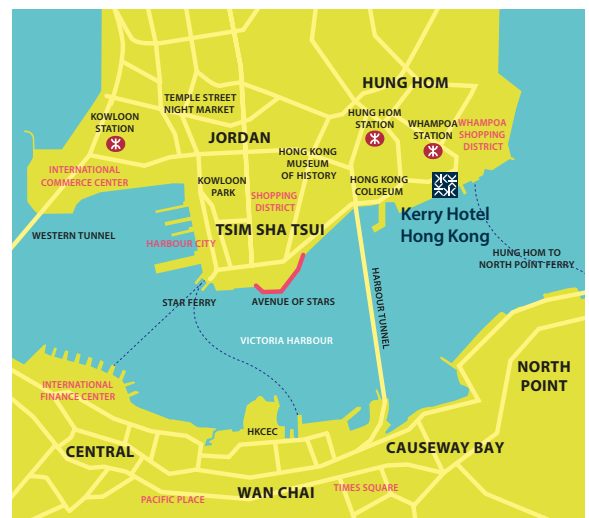 HUNG HOM
TEMPLE STREET
NIGHT MARKET
KOWLOON
STATION
HUNG HOM
STATION
WHAMPOA
STATION
WHAMPOA
SHOPPING
DISTRICT
JORDAN
HONG KONG
MUSEUM
OF HISTORY
INTERNATIONAL
COMMERCE CENTER
KOWLOON
PARK
SHOPPING
DISTRICT
HONG KONG
COLISEUM
Kerry Hotel
Hong Kong
TSIM SHA TSUI
WESTERN TUNNEL
HARBOUR CITY
HUNG HOM TO
NORTH POINT FERRY
STAR FERRY
AVENUE OF STARS
HARBOUR TUNNEL
VICTORIA HARBOUR
NORTH
POINT
INTERNATIONAL
FINANCE CENTER
HKCEC
CENTRAL
CAUSEWAY BAY
WAN CHAI
TIMES SQUARE
PACIFIC PLACE